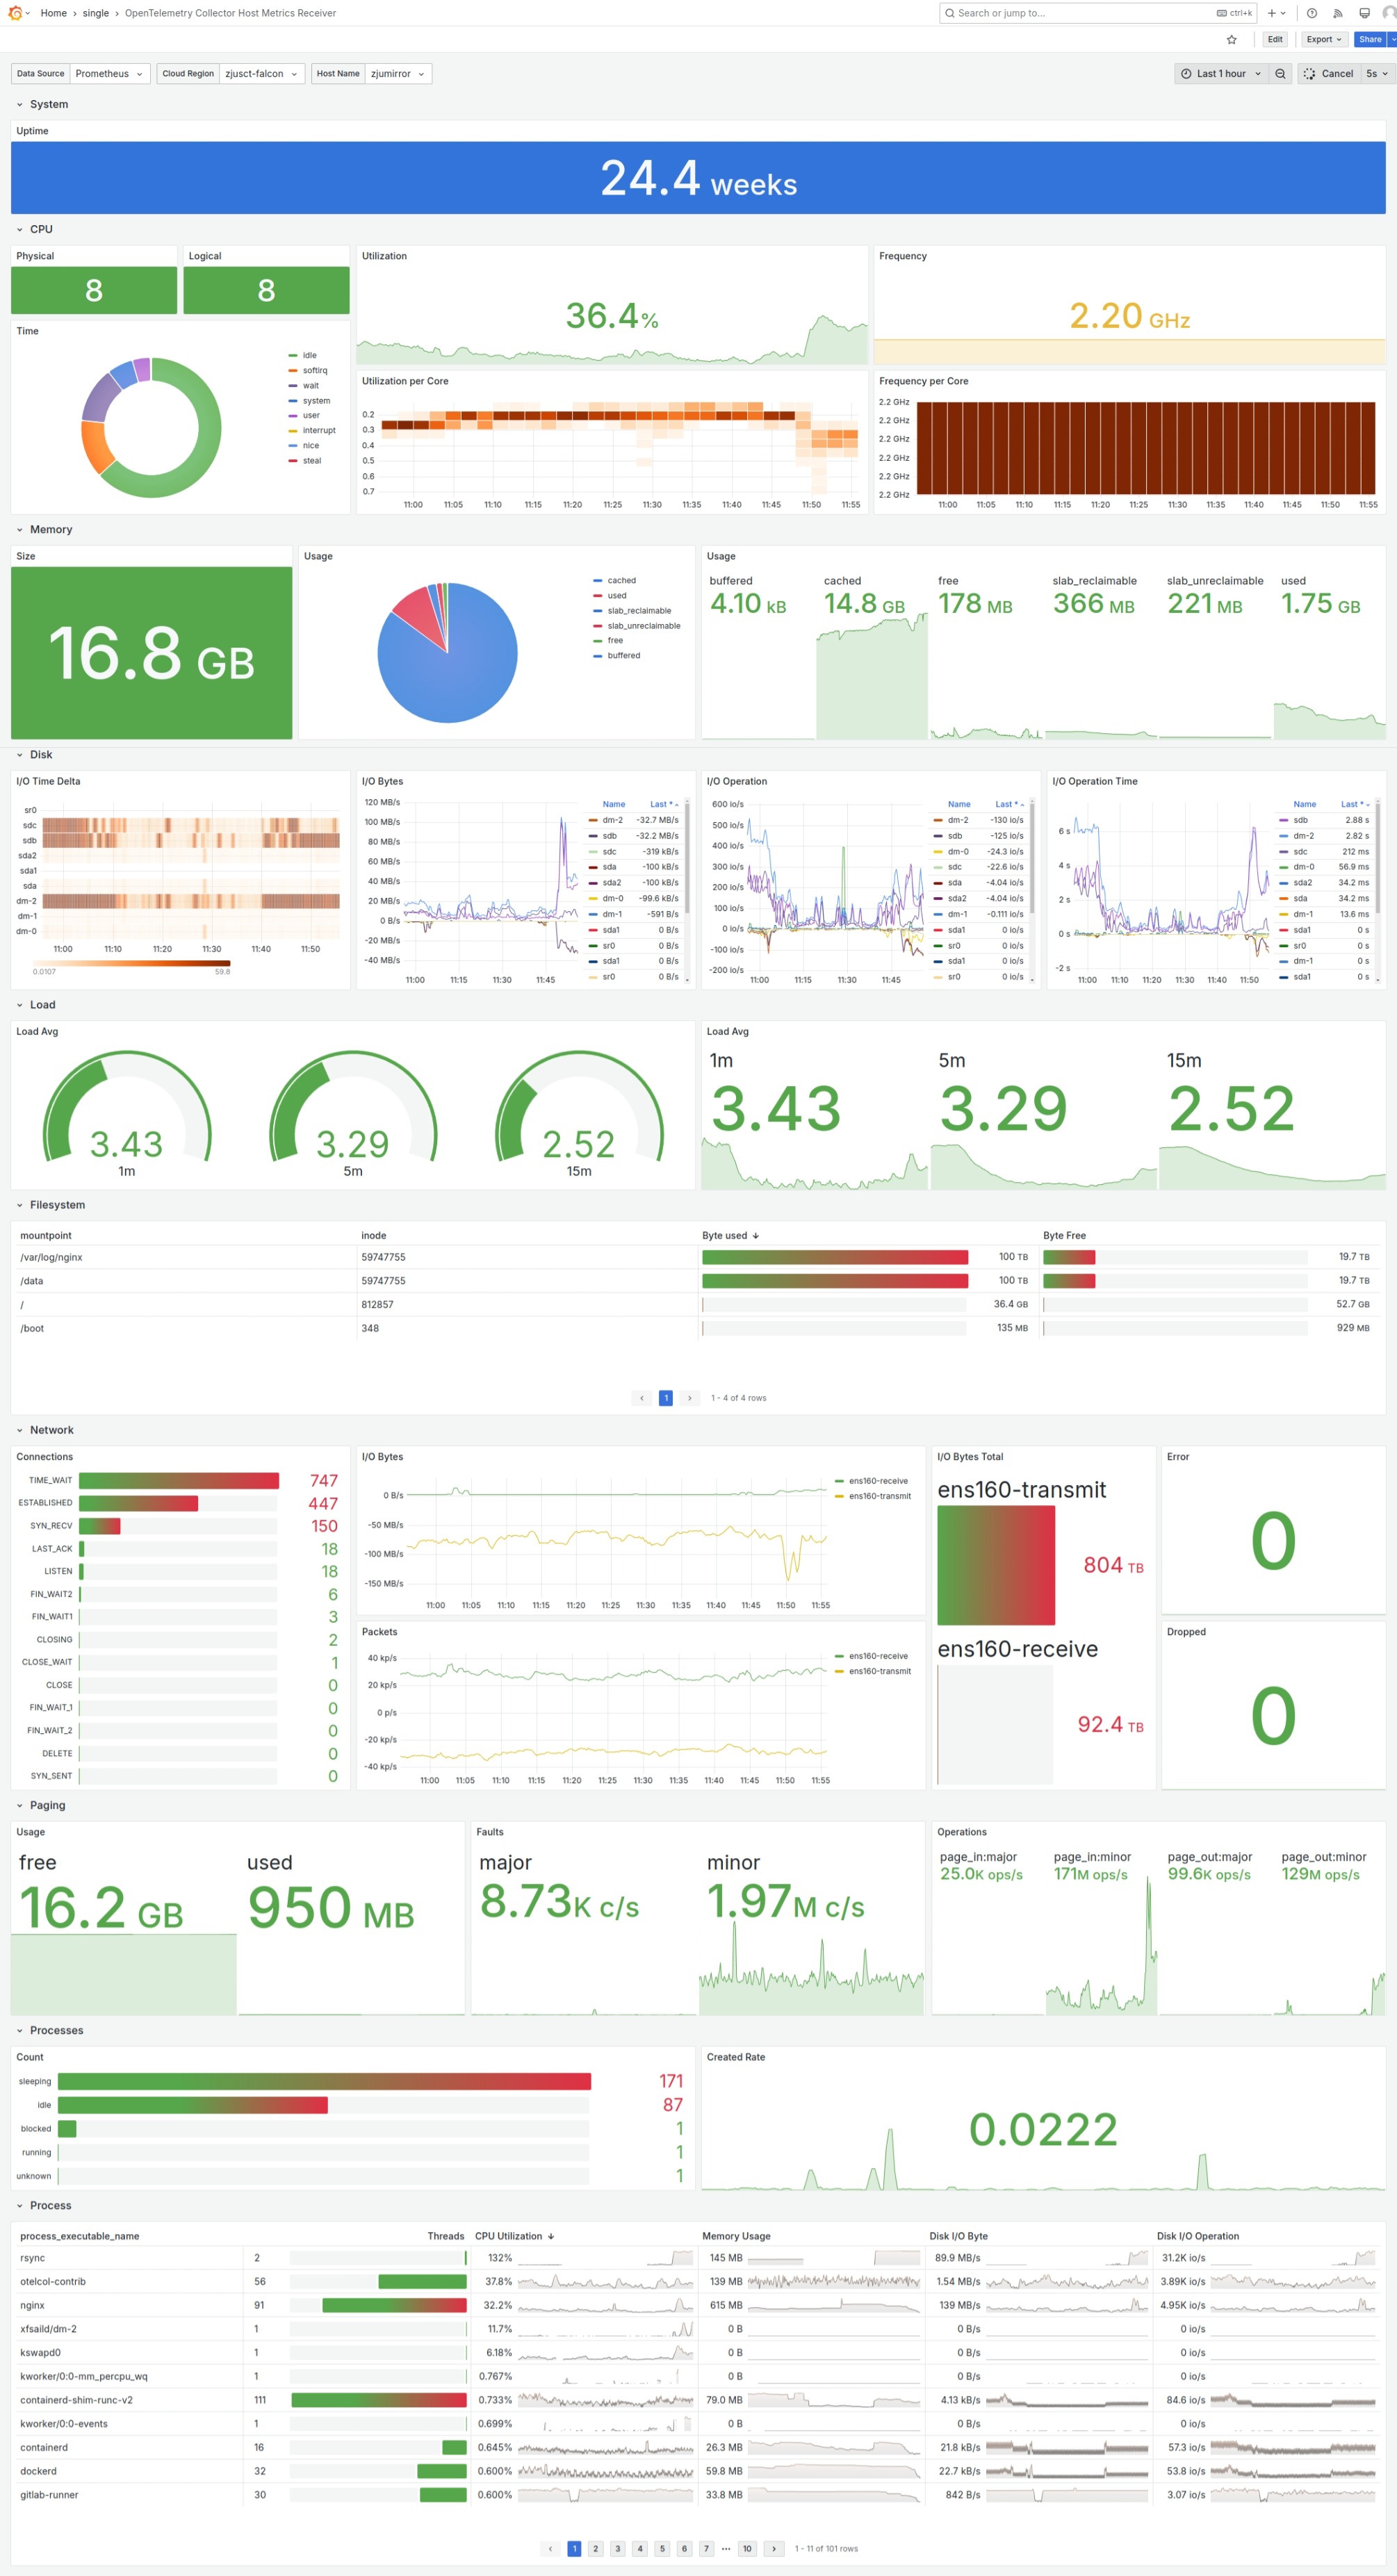 Home › single › OpenTelemetry Collector Host Metrics Receiver
Search or jump to... ctrl+k
Edit Export Share
Data Source Prometheus Cloud Region zjusct-falcon Host Name zjumirror Last 1 hour Cancel 5s
System
Uptime
24.4 weeks
CPU
Physical Logical Utilization Frequency
8 8 36.4% 2.20 GHz
Time
idle
softirq
wait
system
user
interrupt
nice
steal
Utilization per Core
0.2
0.3
0.4
0.5
0.6
0.7
11:00 11:05 11:10 11:15 11:20 11:25 11:30 11:35 11:40 11:45 11:50 11:55
Frequency per Core
2.2 GHz
2.2 GHz
2.2 GHz
2.2 GHz
2.2 GHz
2.2 GHz
11:00 11:05 11:10 11:15 11:20 11:25 11:30 11:35 11:40 11:45 11:50 11:55
Memory
Size
16.8 GB
Usage
cached
used
slab_reclaimable
slab_unreclaimable
free
buffered
Usage
buffered cached free slab_reclaimable slab_unreclaimable used
4.10 kB 14.8 GB 178 MB 366 MB 221 MB 1.75 GB
Disk
I/O Time Delta
sr0
sdc
sdb
sda2
sda1
sda
dm-2
dm-1
dm-0
11:00 11:10 11:20 11:30 11:40 11:50
0.0107 59.8
I/O Bytes
120 MB/s
100 MB/s
80 MB/s
60 MB/s
40 MB/s
20 MB/s
0 B/s
-20 MB/s
-40 MB/s
11:00 11:15 11:30 11:45
Name Last *
dm-2 -32.7 MB/s
sdb -32.2 MB/s
sdc -319 kB/s
sda -100 kB/s
sda2 -100 kB/s
dm-0 -99.6 kB/s
dm-1 -591 B/s
sda1 0 B/s
sr0 0 B/s
sda1 0 B/s
sr0 0 B/s
I/O Operation
600 io/s
500 io/s
400 io/s
300 io/s
200 io/s
100 io/s
0 io/s
-100 io/s
-200 io/s
11:00 11:15 11:30 11:45
Name Last *
dm-2 -130 io/s
sdb -125 io/s
dm-0 -24.3 io/s
sdc -22.6 io/s
sda -4.04 io/s
sda2 -4.04 io/s
dm-1 -0.111 io/s
sda1 0 io/s
sr0 0 io/s
sda1 0 io/s
sr0 0 io/s
I/O Operation Time
6 s
4 s
2 s
0 s
-2 s
11:00 11:10 11:20 11:30 11:40 11:50
Name Last *
sdb 2.88 s
dm-2 2.82 s
sdc 212 ms
dm-0 56.9 ms
sda2 34.2 ms
sda 34.2 ms
dm-1 13.6 ms
sda1 0 s
sr0 0 s
dm-1 0 s
sda1 0 s
Load
Load Avg
3.43 3.29 2.52
1m 5m 15m
Load Avg
1m 5m 15m
3.43 3.29 2.52
Filesystem
mountpoint inode Byte used Byte Free
/var/log/nginx 59747755 100 TB 19.7 TB
/data 59747755 100 TB 19.7 TB
/ 812857 36.4 GB 52.7 GB
/boot 348 135 MB 929 MB
‹ 1 › 1 - 4 of 4 rows
Network
Connections
TIME_WAIT 747
ESTABLISHED 447
SYN_RECV 150
LAST_ACK 18
LISTEN 18
FIN_WAIT2 6
FIN_WAIT1 3
CLOSING 2
CLOSE_WAIT 1
CLOSE 0
FIN_WAIT_1 0
FIN_WAIT_2 0
DELETE 0
SYN_SENT 0
I/O Bytes
0 B/s
-50 MB/s
-100 MB/s
-150 MB/s
11:00 11:05 11:10 11:15 11:20 11:25 11:30 11:35 11:40 11:45 11:50 11:55
ens160-receive
ens160-transmit
Packets
40 kp/s
20 kp/s
0 p/s
-20 kp/s
-40 kp/s
11:00 11:05 11:10 11:15 11:20 11:25 11:30 11:35 11:40 11:45 11:50 11:55
ens160-receive
ens160-transmit
I/O Bytes Total
ens160-transmit
804 TB
ens160-receive
92.4 TB
Error
0
Dropped
0
Paging
Usage
free used
16.2 GB 950 MB
Faults
major minor
8.73K c/s 1.97M c/s
Operations
page_in:major page_in:minor page_out:major page_out:minor
25.0K ops/s 171M ops/s 99.6K ops/s 129M ops/s
Processes
Count
sleeping 171
idle 87
blocked 1
running 1
unknown 1
Created Rate
0.0222
Process
process_executable_name Threads CPU Utilization Memory Usage Disk I/O Byte Disk I/O Operation
rsync 2 132% 145 MB 89.9 MB/s 31.2K io/s
otelcol-contrib 56 37.8% 139 MB 1.54 MB/s 3.89K io/s
nginx 91 32.2% 615 MB 139 MB/s 4.95K io/s
xfsaild/dm-2 1 11.7% 0 B 0 B/s 0 io/s
kswapd0 1 6.18% 0 B 0 B/s 0 io/s
kworker/0:0-mm_percpu_wq 1 0.767% 0 B 0 B/s 0 io/s
containerd-shim-runc-v2 111 0.733% 79.0 MB 4.13 kB/s 84.6 io/s
kworker/0:0-events 1 0.699% 0 B 0 B/s 0 io/s
containerd 16 0.645% 26.3 MB 21.8 kB/s 57.3 io/s
dockerd 32 0.600% 59.8 MB 22.7 kB/s 53.8 io/s
gitlab-runner 30 0.600% 33.8 MB 842 B/s 3.07 io/s
‹ 1 2 3 4 5 6 7 ••• 10 › 1 - 11 of 101 rows